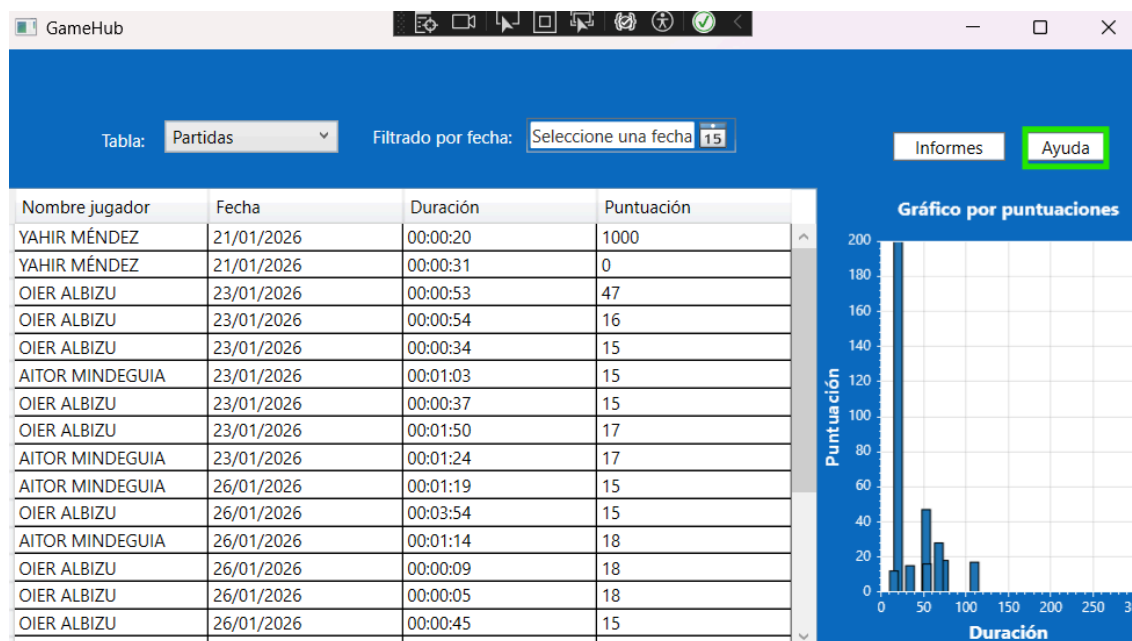 GameHub
Tabla: Partidas Filtrado por fecha: Seleccione una fecha 15 Informes Ayuda
Nombre jugador Fecha Duración Puntuación
YAHIR MÉNDEZ 21/01/2026 00:00:20 1000
YAHIR MÉNDEZ 21/01/2026 00:00:31 0
OIER ALBIZU 23/01/2026 00:00:53 47
OIER ALBIZU 23/01/2026 00:00:54 16
OIER ALBIZU 23/01/2026 00:00:34 15
AITOR MINDEGUIA 23/01/2026 00:01:03 15
OIER ALBIZU 23/01/2026 00:00:37 15
OIER ALBIZU 23/01/2026 00:01:50 17
AITOR MINDEGUIA 23/01/2026 00:01:24 17
AITOR MINDEGUIA 26/01/2026 00:01:19 15
OIER ALBIZU 26/01/2026 00:03:54 15
AITOR MINDEGUIA 26/01/2026 00:01:14 18
OIER ALBIZU 26/01/2026 00:00:09 18
OIER ALBIZU 26/01/2026 00:00:05 18
OIER ALBIZU 26/01/2026 00:00:45 15
Gráfico por puntuaciones
200
180
160
140
120
100
80
60
40
20
0
Puntuación
0 50 100 150 200 250
Duración